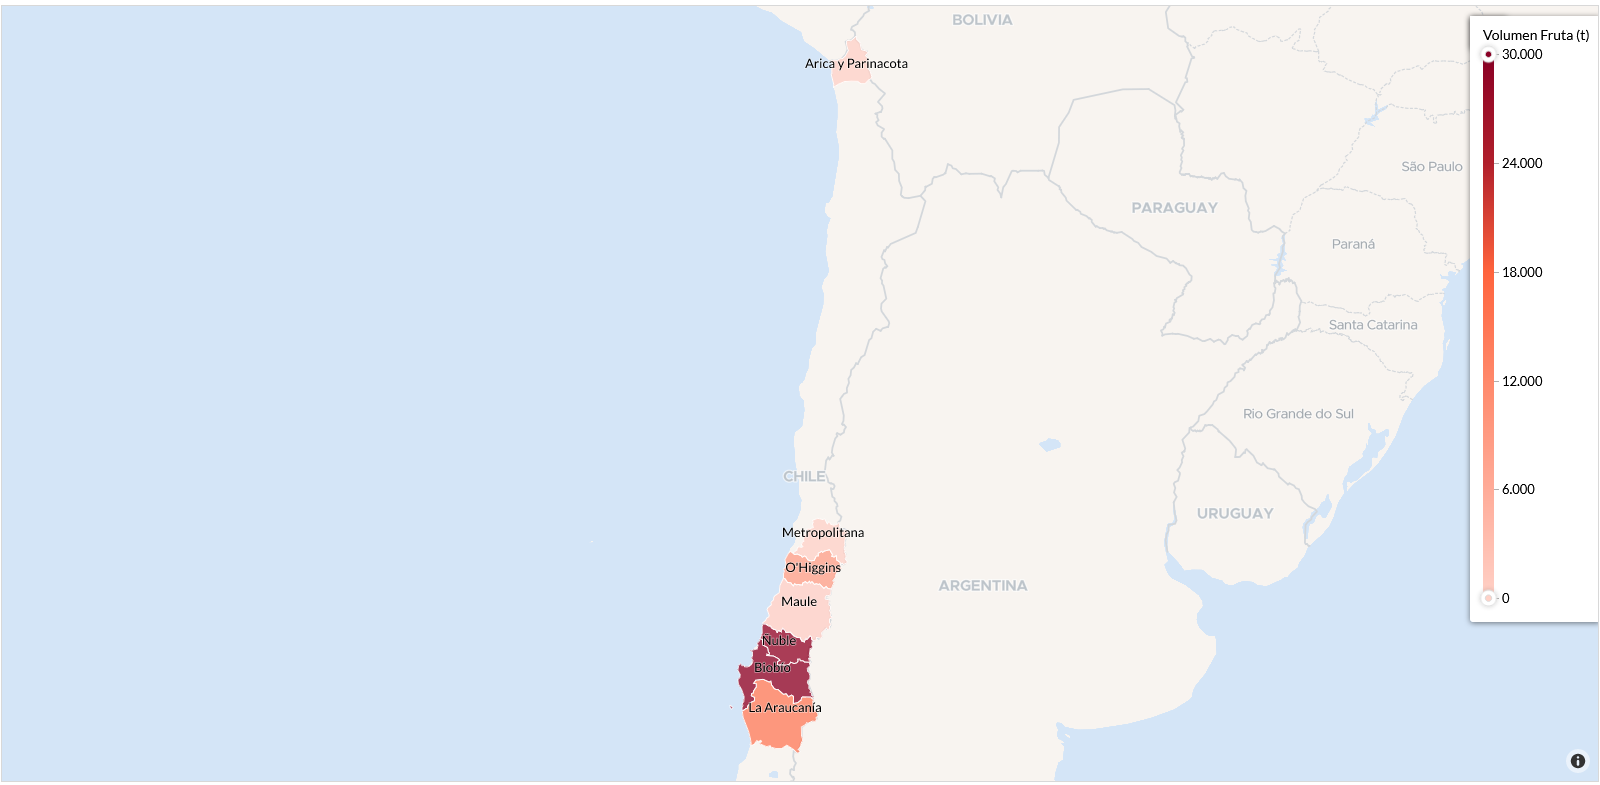 BOLIVIA
Volumen Fruta (t)
30.000
Arica y Parinacota
24.000
São Paulo
PARAGUAY
Paraná
18.000
Santa Catarina
12.000
Rio Grande do Sul
CHILE
6.000
URUGUAY
Metropolitana
O'Higgins
ARGENTINA
0
Maule
Ñuble
Biobío
La Araucanía